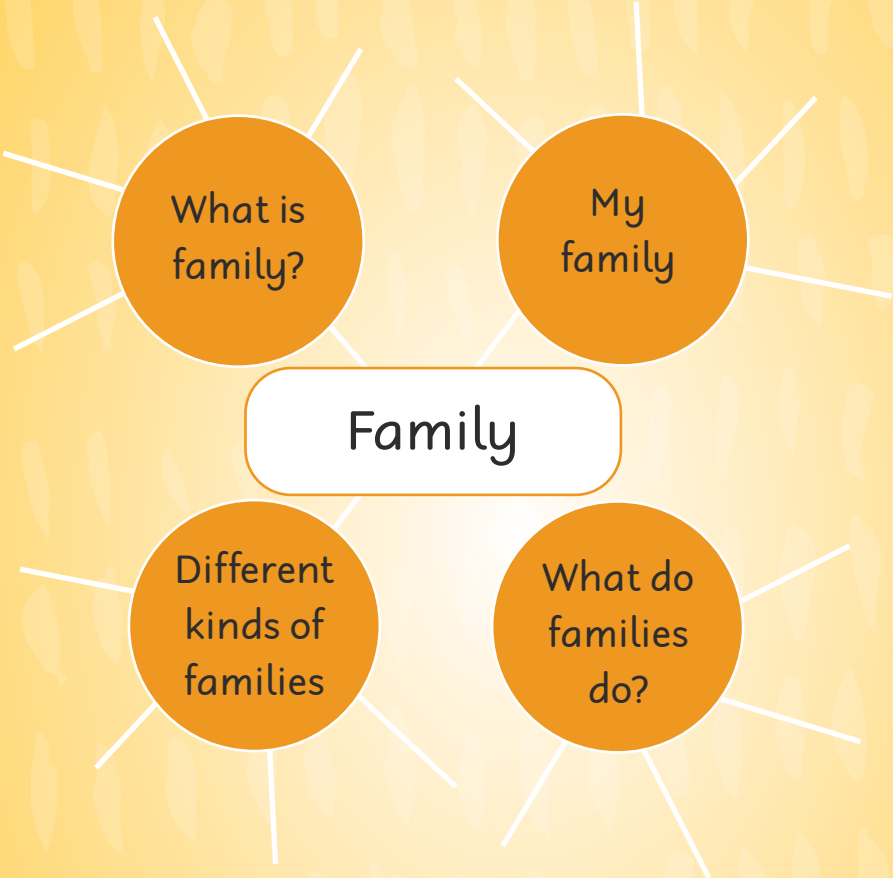 What is
family?
My
family
Family
Different
kinds of
families
What do
families
do?